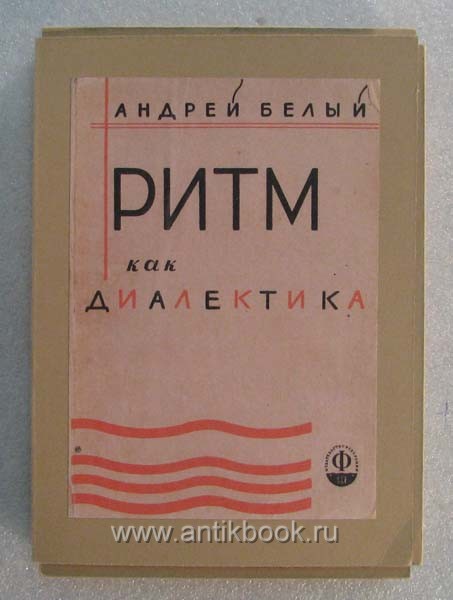 АНДРЕЙ БЕЛЫЙ
РИТМ
как
ДИАЛЕКТИКА
Ф
www.antikbook.ru